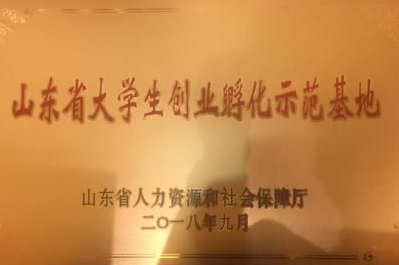 山东省大学生创业孵化示范基地
山东省人力资源和社会保障厅
二〇一八年九月